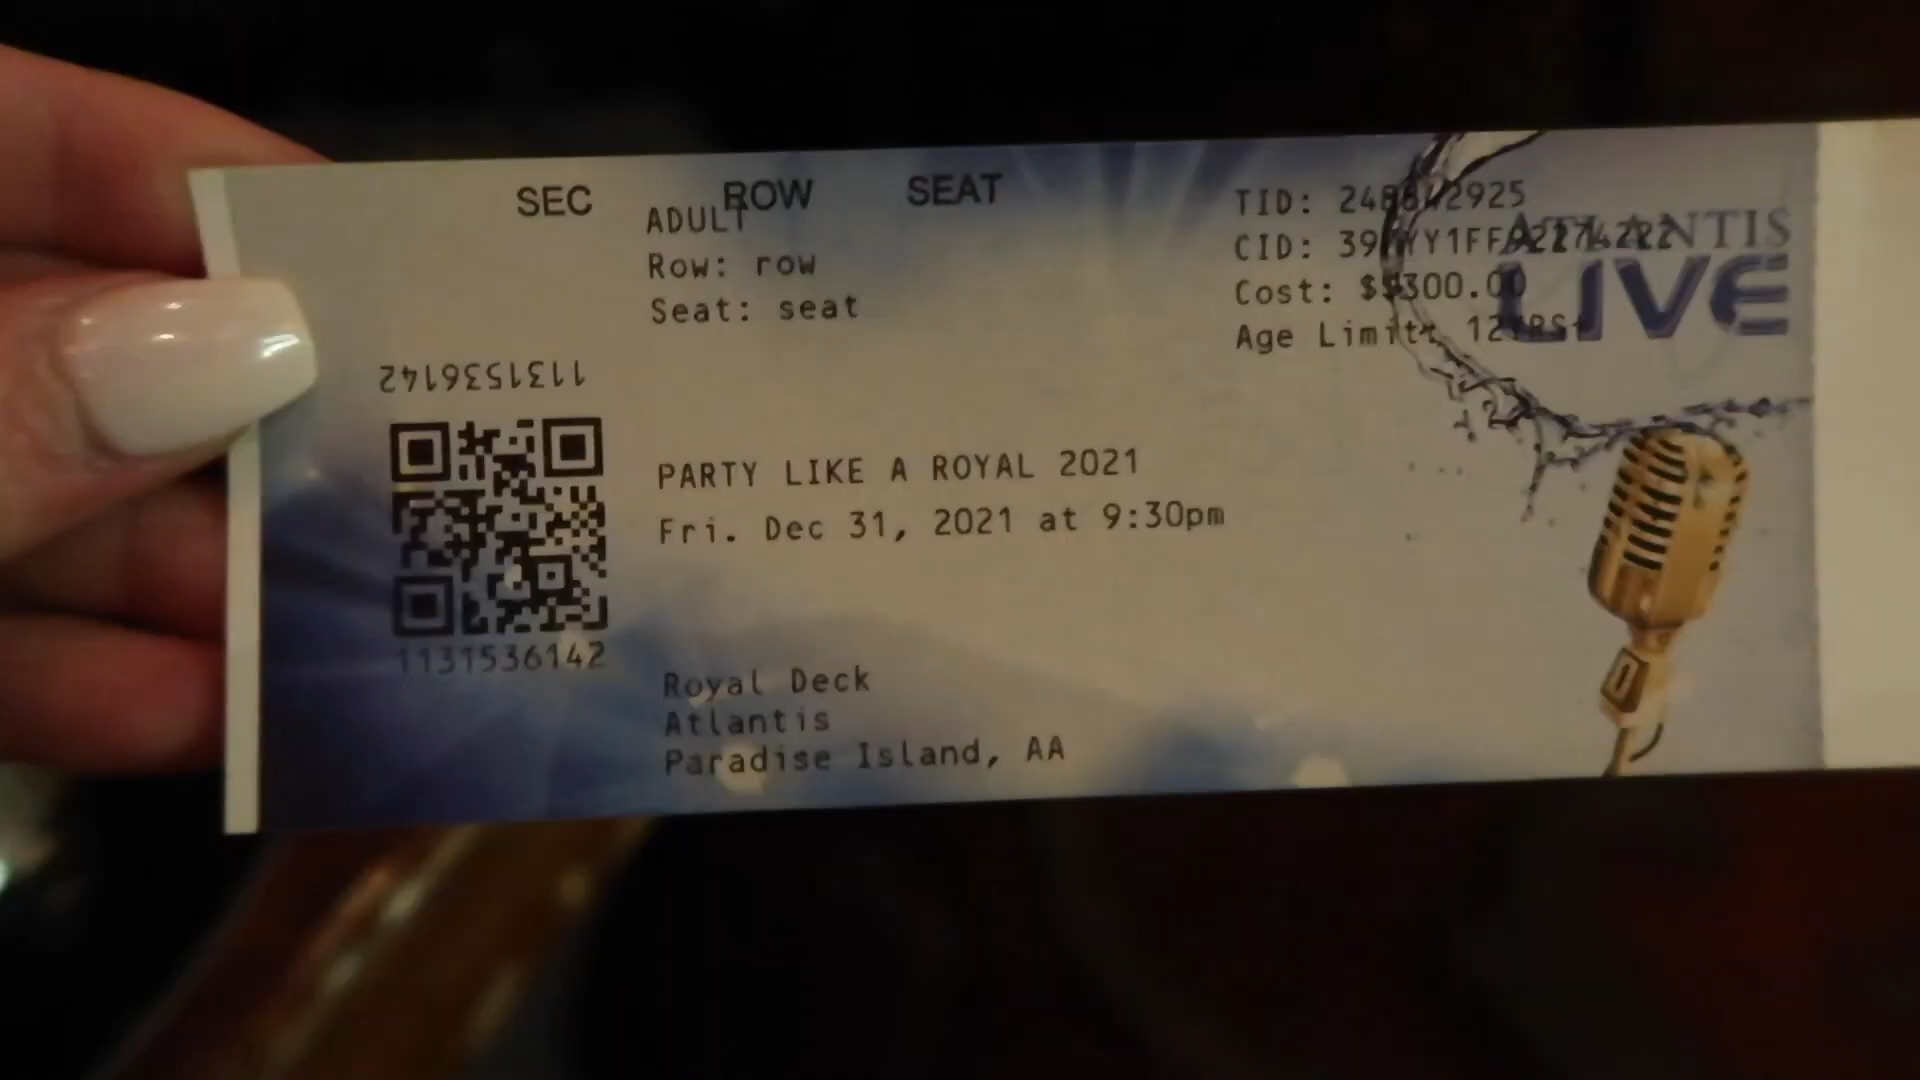 SEC ROW SEAT
ADULT
Row: row
Seat: seat
TID:
CID:
Cost:
Age Limit:
ATLANTIS
LIVE
1131536142
PARTY LIKE A ROYAL 2021
Fri. Dec 31, 2021 at 9:30pm
1131536142
Royal Deck
Atlantis
Paradise Island, AA